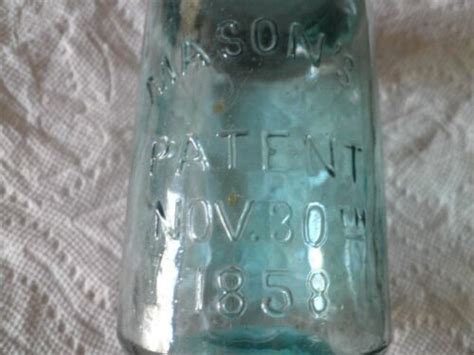 MASON'S
PATENT
NOV. 30TH
1858